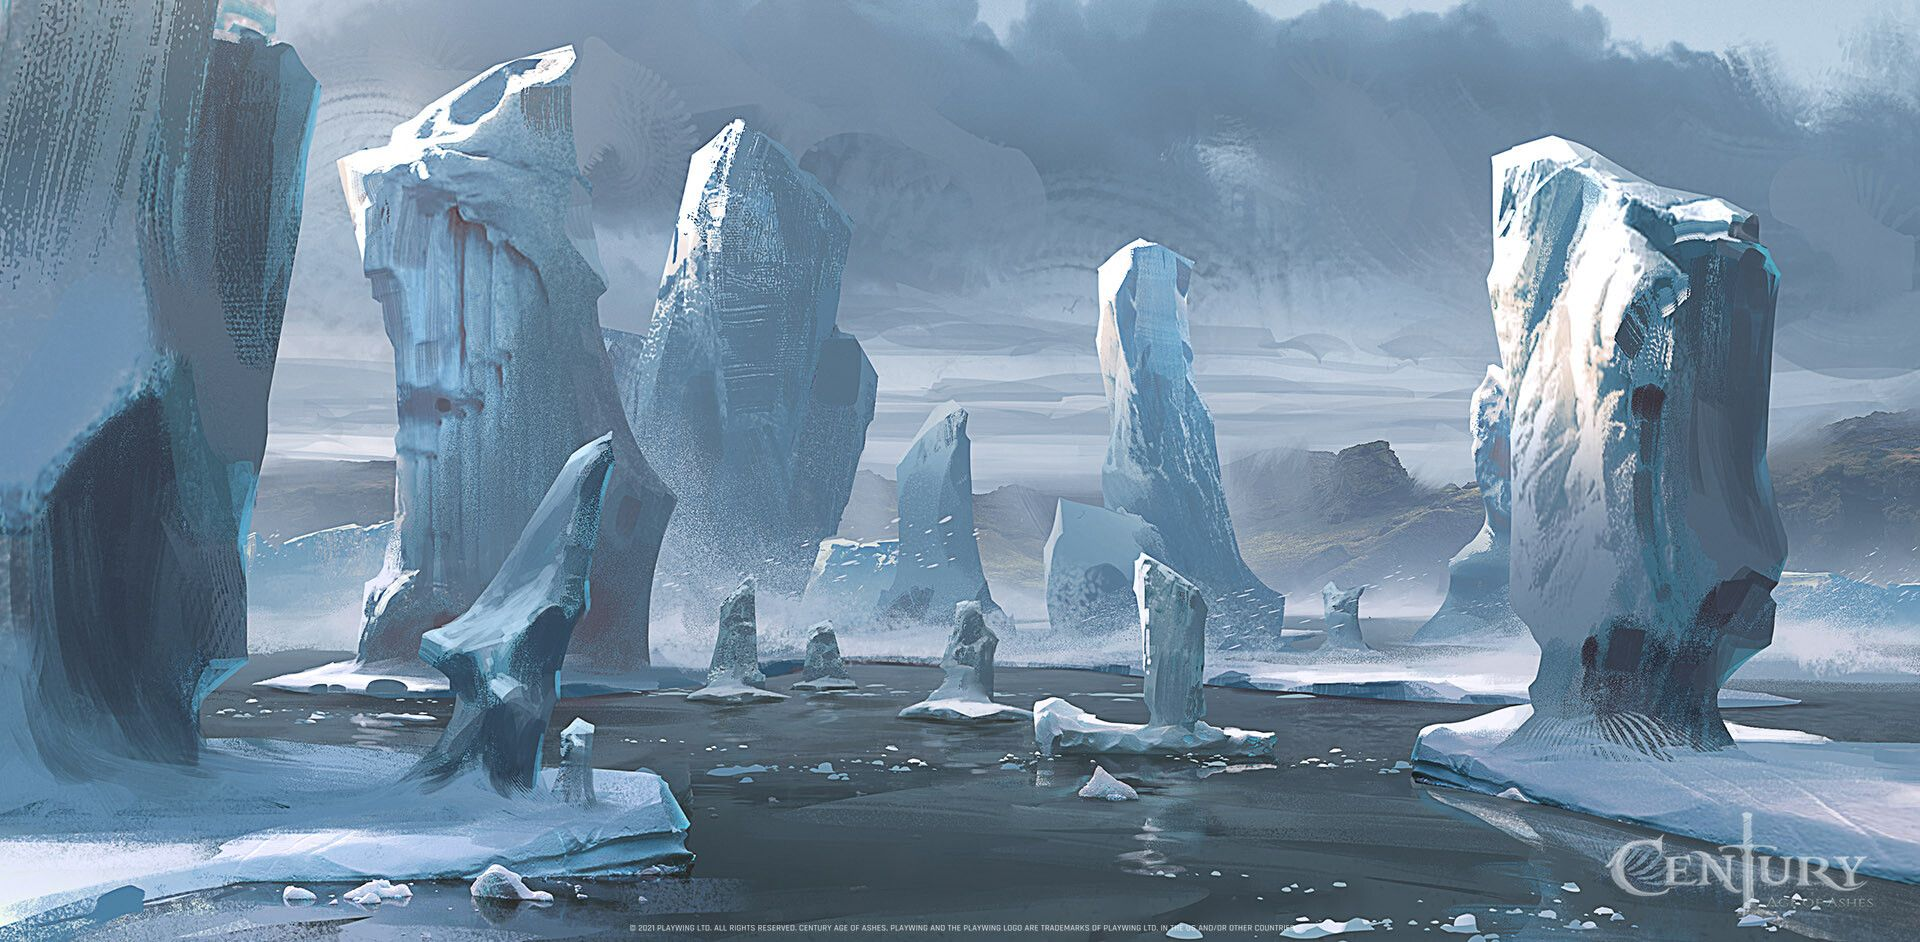 CENTURY
AGE OF ASHES
© 2021 PLAYWING LTD. ALL RIGHTS RESERVED. CENTURY AGE OF ASHES, PLAYWING AND THE PLAYWING LOGO ARE TRADEMARKS OF PLAYWING LTD. IN THE US AND/OR OTHER COUNTRIES.